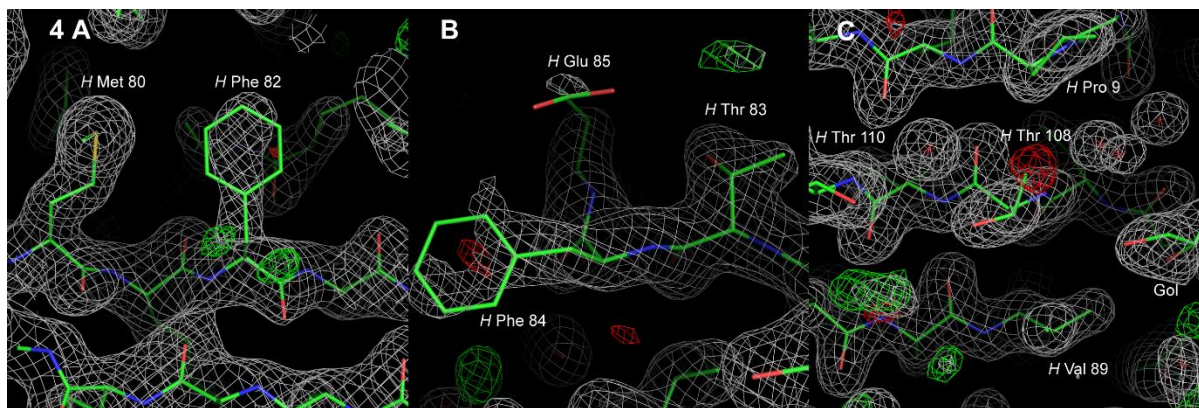 4 A
H Met 80
H Phe 82
B
H Glu 85
H Thr 83
H Phe 84
C
H Pro 9
H Thr 110
H Thr 108
Gol
H Val 89